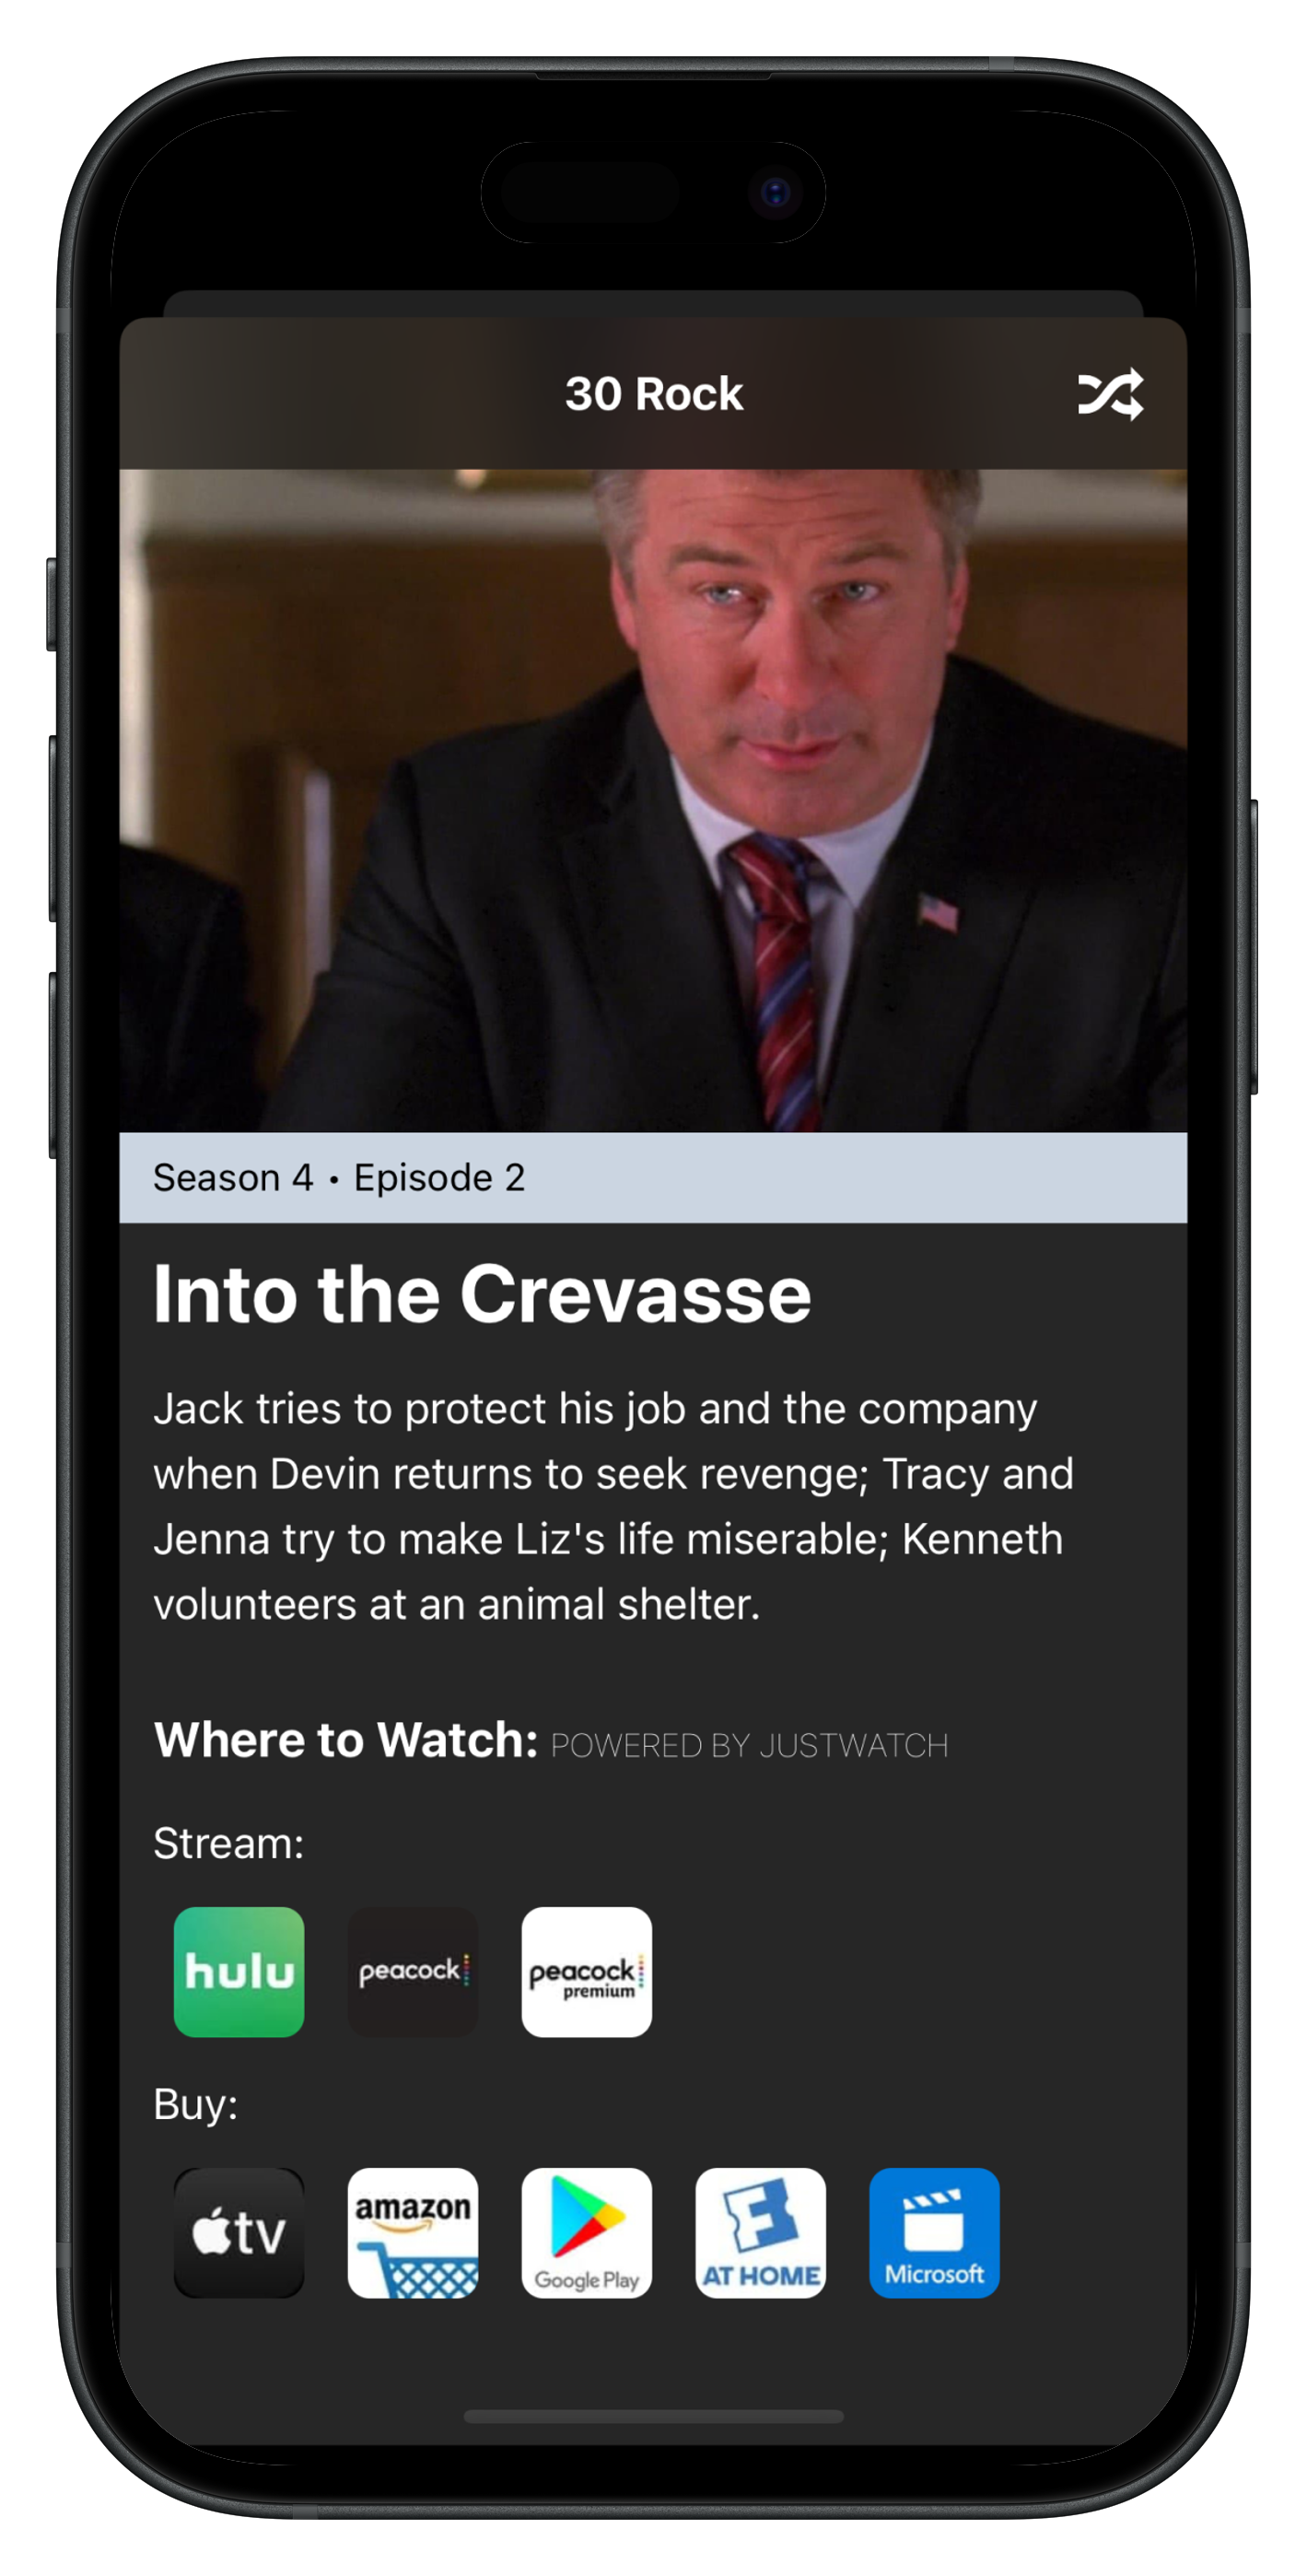 30 Rock
Season 4 • Episode 2
Into the Crevasse
Jack tries to protect his job and the company
when Devin returns to seek revenge; Tracy and
Jenna try to make Liz's life miserable; Kenneth
volunteers at an animal shelter.
Where to Watch: POWERED BY JUSTWATCH
Stream:
hulu peacock peacock premium
Buy:
tv amazon Google Play F AT HOME Microsoft